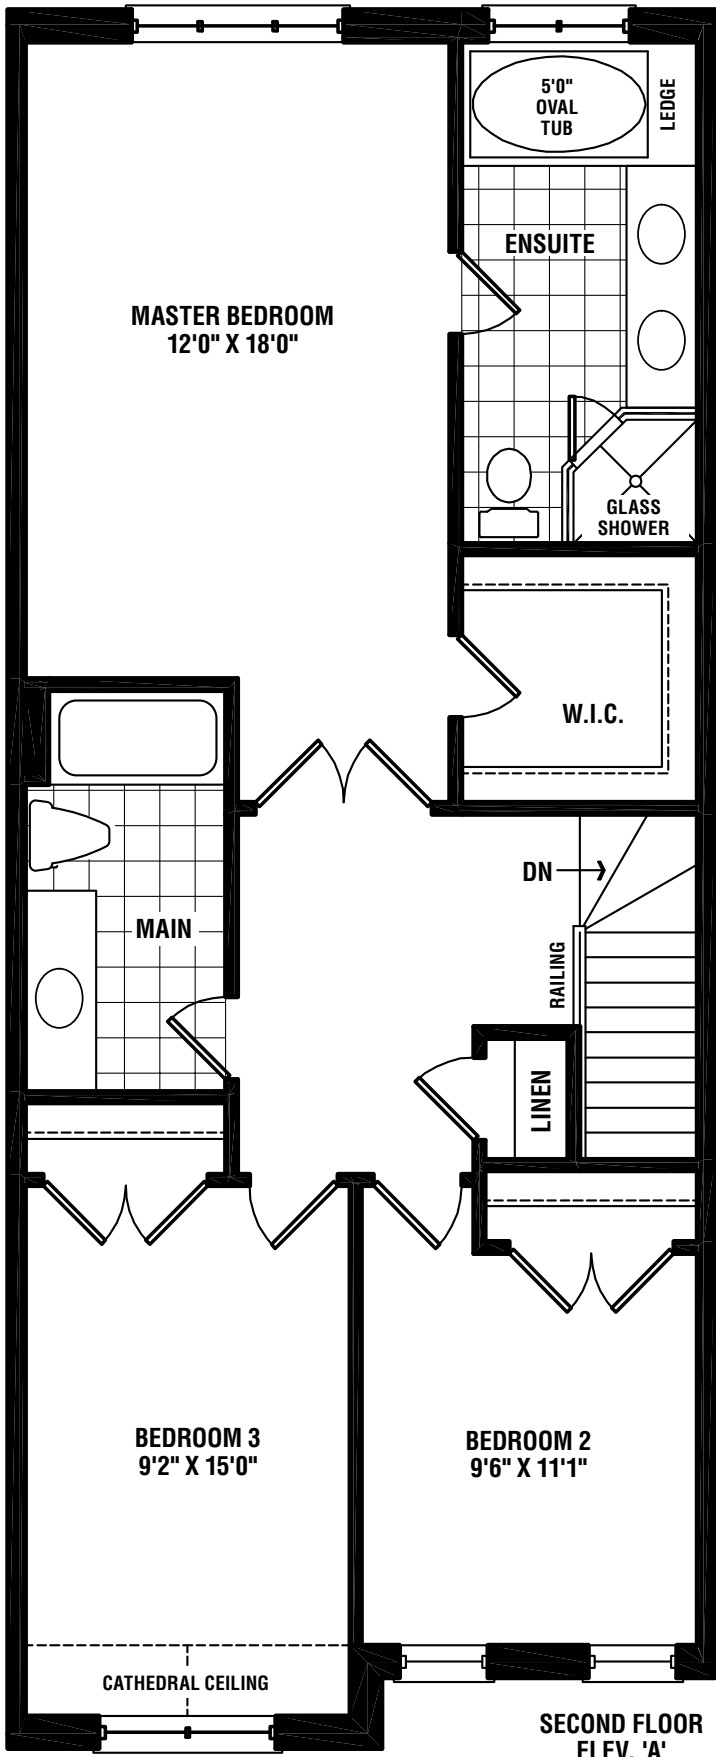 5'0"
OVAL
TUB
LEDGE
ENSUITE
MASTER BEDROOM
12'0" X 18'0"
GLASS
SHOWER
W.I.C.
DN
MAIN
RAILING
LINEN
BEDROOM 3
9'2" X 15'0"
BEDROOM 2
9'6" X 11'1"
CATHEDRAL CEILING
SECOND FLOOR
ELEV. 'A'